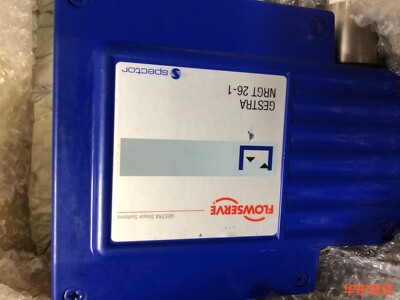 FLOWSERVE
GESTRA Steam Systems
GESTRA
NRGT 26-1
spector